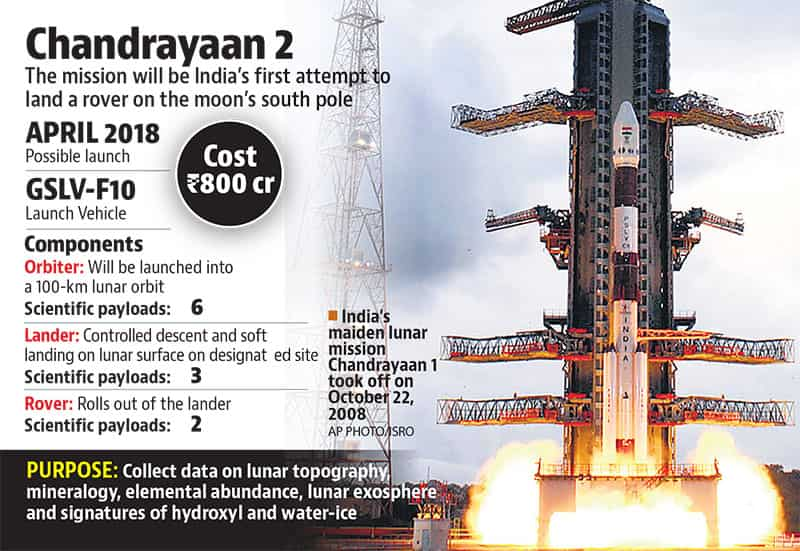 Chandrayaan 2
The mission will be India's first attempt to
land a rover on the moon's south pole
APRIL 2018
Possible launch
GSLV-F10
Launch Vehicle
Cost
₹800 cr
Components
Orbiter: Will be launched into
a 100-km lunar orbit
Scientific payloads: 6
Lander: Controlled descent and soft
landing on lunar surface on designat ed site
Scientific payloads: 3
Rover: Rolls out of the lander
Scientific payloads: 2
India's
maiden lunar
mission
Chandrayaan 1
took off on
October 22,
2008
AP PHOTO/ISRO
PURPOSE: Collect data on lunar topography,
mineralogy, elemental abundance, lunar exosphere
and signatures of hydroxyl and water-ice
INDIA